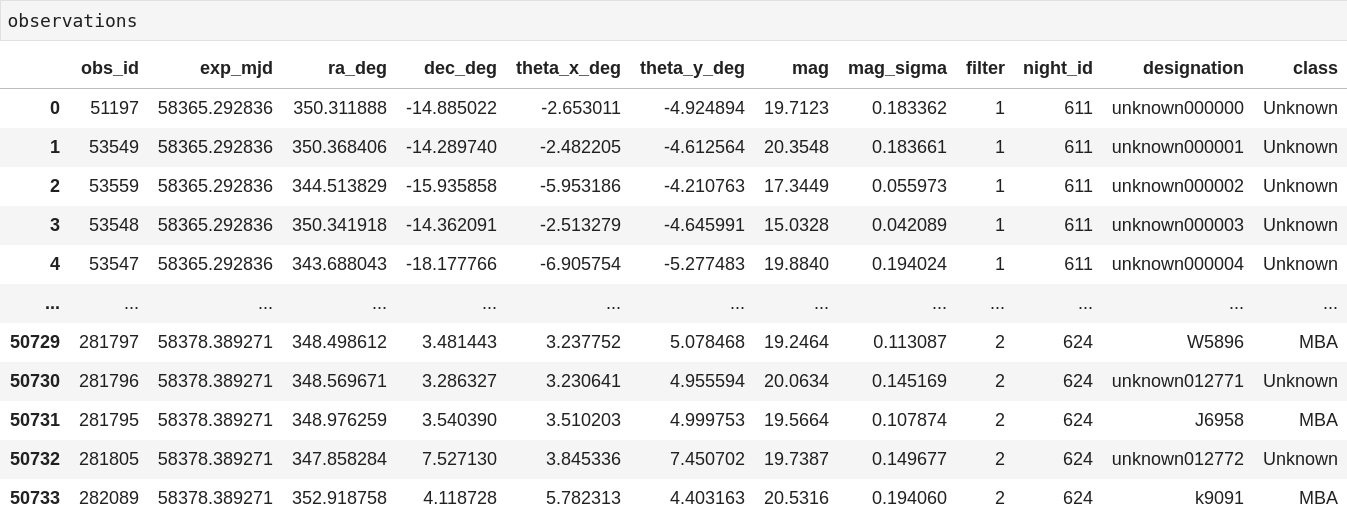 observations
obs_id exp_mjd ra_deg dec_deg theta_x_deg theta_y_deg mag mag_sigma filter night_id designation class
0 51197 58365.292836 350.311888 -14.885022 -2.653011 -4.924894 19.7123 0.183362 1 611 unknown000000 Unknown
1 53549 58365.292836 350.368406 -14.289740 -2.482205 -4.612564 20.3548 0.183661 1 611 unknown000001 Unknown
2 53559 58365.292836 344.513829 -15.935858 -5.953186 -4.210763 17.3449 0.055973 1 611 unknown000002 Unknown
3 53548 58365.292836 350.341918 -14.362091 -2.513279 -4.645991 15.0328 0.042089 1 611 unknown000003 Unknown
4 53547 58365.292836 343.688043 -18.177766 -6.905754 -5.277483 19.8840 0.194024 1 611 unknown000004 Unknown
... ... ... ... ... ... ... ... ... ... ... ... ...
50729 281797 58378.389271 348.498612 3.481443 3.237752 5.078468 19.2464 0.113087 2 624 W5896 MBA
50730 281796 58378.389271 348.569671 3.286327 3.230641 4.955594 20.0634 0.145169 2 624 unknown012771 Unknown
50731 281795 58378.389271 348.976259 3.540390 3.510203 4.999753 19.5664 0.107874 2 624 J6958 MBA
50732 281805 58378.389271 347.858284 7.527130 3.845336 7.450702 19.7387 0.149677 2 624 unknown012772 Unknown
50733 282089 58378.389271 352.918758 4.118728 5.782313 4.403163 20.5316 0.194060 2 624 k9091 MBA